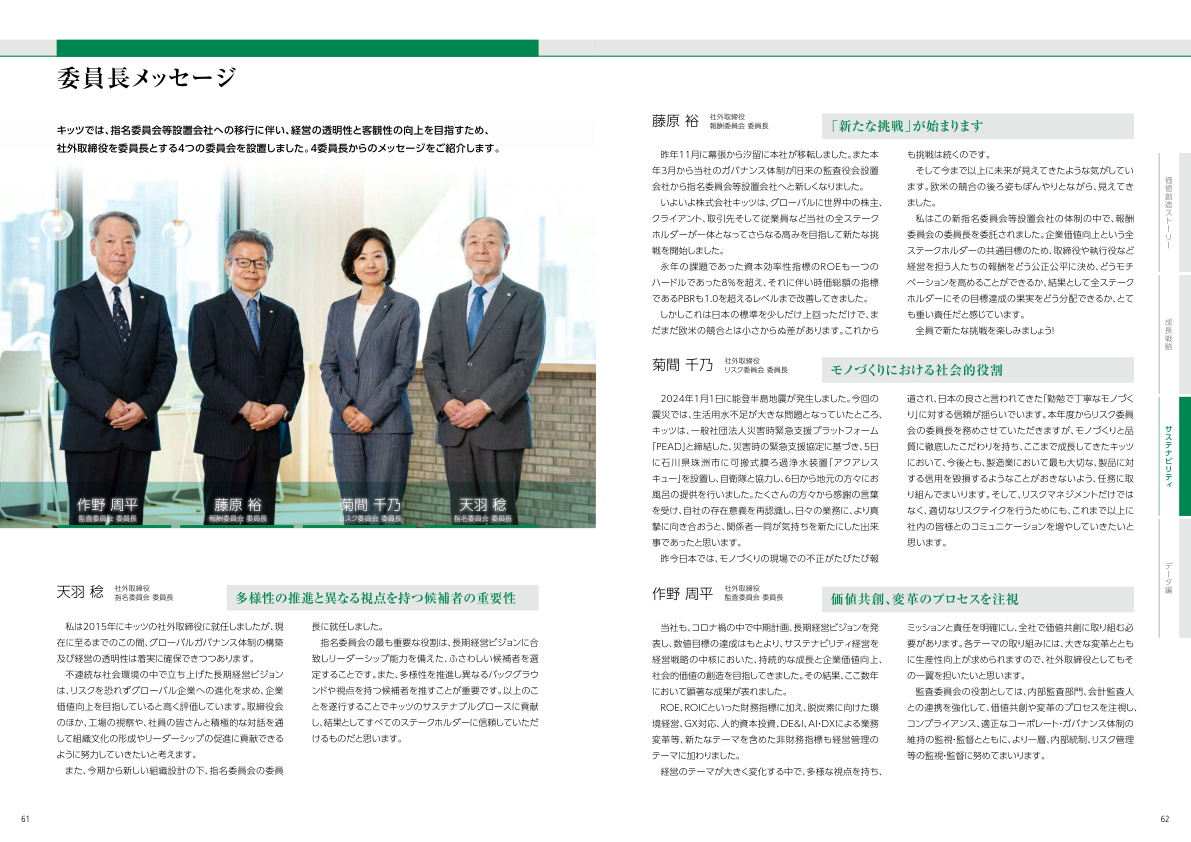 委員長メッセージ
キッツでは、指名委員会等設置会社への移行に伴い、経営の透明性と客観性の向上を目指すため、
社外取締役を委員長とする4つの委員会を設置しました。4委員長からのメッセージをご紹介します。
作野 周平
監査委員会 委員長
藤原 裕
報酬委員会 委員長
菊間 千乃
リスク委員会 委員長
天羽 稔
指名委員会 委員長
天羽 稔
社外取締役
指名委員会 委員長
多様性の推進と異なる視点を持つ候補者の重要性
私は2015年にキッツの社外取締役に就任しましたが、現
在に至るまでのこの間、グローバルガバナンス体制の構築
及び経営の透明性は着実に確保できつつあります。
不連続な社会環境の中で立ち上げた長期経営ビジョン
は、リスクを恐れずグローバル企業への進化を求め、企業
価値向上を目指していると高く評価しています。取締役会
のほか、工場の視察や、社員の皆さんと積極的な対話を通
して組織文化の形成やリーダーシップの促進に貢献できる
ように努力していきたいと考えます。
また、今期から新しい組織設計の下、指名委員会の委員
長に就任しました。
指名委員会の最も重要な役割は、長期経営ビジョンに合
致しリーダーシップ能力を備えた、ふさわしい候補者を選
定することです。また、多様性を推進し異なるバックグラウ
ンドや視点を持つ候補者を推すことが重要です。以上のこ
とを遂行することでキッツのサステナブルグロースに貢献
し、結果としてすべてのステークホルダーに信頼していただ
けるものだと思います。
61
藤原 裕
社外取締役
報酬委員会 委員長
「新たな挑戦」が始まります
昨年11月に幕張から汐留に本社が移転しました。また本
年3月から当社のガバナンス体制が旧来の監査役会設置
会社から指名委員会等設置会社へと新しくなりました。
いよいよ株式会社キッツは、グローバルに世界中の株主、
クライアント、取引先そして従業員など当社の全ステーク
ホルダーが一体となってさらなる高みを目指して新たな挑
戦を開始しました。
永年の課題であった資本効率性指標のROEも一つの
ハードルであった8%を超え、それに伴い時価総額の指標
であるPBRも1.0を超えるレベルまで改善してきました。
しかしこれは日本の標準を少しだけ上回っただけで、ま
だまだ欧米の競合とは小さからぬ差があります。これから
も挑戦は続くのです。
そして今まで以上に未来が見えてきたような気がしてい
ます。欧米の競合の後ろ姿もぼんやりとながら、見えてき
ました。
私はこの新指名委員会等設置会社の体制の中で、報酬
委員会の委員長を委託されました。企業価値向上という全
ステークホルダーの共通目標のため、取締役や執行役など
経営を担う人たちの報酬をどう公正公平に決め、どうモチ
ベーションを高めることができるか、結果として全ステーク
ホルダーにその目標達成の果実をどう分配できるか、とて
も重い責任だと感じています。
全員で新たな挑戦を楽しみましょう!
菊間 千乃
社外取締役
リスク委員会 委員長
モノづくりにおける社会的役割
2024年1月1日に能登半島地震が発生しました。今回の
震災では、生活用水不足が大きな問題となっていたところ、
キッツは、一般社団法人災害時緊急支援プラットフォーム
「PEAD」と締結した、災害時の緊急支援協定に基づき、5日
に石川県珠洲市に可搬式膜ろ過浄水装置「アクアレス
キュー」を設置し、自衛隊と協力し、6日から地元の方々にお
風呂の提供を行いました。たくさんの方々から感謝の言葉
を受け、自社の存在意義を再認識し、日々の業務に、より真
摯に向き合おうと、関係者一同が気持ちを新たにした出来
事であったと思います。
昨今日本では、モノづくりの現場での不正がたびたび報
道され、日本の良さと言われてきた「勤勉で丁寧なモノづく
り」に対する信頼が揺らいでいます。本年度からリスク委員
会の委員長を務めさせていただきますが、モノづくりと品
質に徹底したこだわりを持ち、ここまで成長してきたキッツ
において、今後とも、製造業において最も大切な、製品に対
する信用を毀損するようなことがおきないよう、任務に取
り組んでまいります。そして、リスクマネジメントだけでは
なく、適切なリスクテイクを行うためにも、これまで以上に
社内の皆様とのコミュニケーションを増やしていきたいと
思います。
作野 周平
社外取締役
監査委員会 委員長
価値共創、変革のプロセスを注視
当社も、コロナ禍の中で中期計画、長期経営ビジョンを発
表し、数値目標の達成はもとより、サステナビリティ経営を
経営戦略の中核において、持続的な成長と企業価値向上、
社会的価値の創造を目指してきました。その結果、ここ数年
において顕著な成果が表れました。
ROE、ROICといった財務指標に加え、脱炭素に向けた環
境経営、GX対応、人的資本投資、DE&I、AI・DXによる業務
変革等、新たなテーマを含めた非財務指標も経営管理の
テーマに加わりました。
経営のテーマが大きく変化する中で、多様な視点を持ち、
ミッションと責任を明確にし、全社で価値共創に取り組む必
要があります。各テーマの取り組みには、大きな変革ととも
に生産性向上が求められますので、社外取締役としてもそ
の一翼を担いたいと思います。
監査委員会の役割としては、内部監査部門、会計監査人
との連携を強化して、価値共創や変革のプロセスを注視し、
コンプライアンス、適正なコーポレート・ガバナンス体制の
維持の監視・監督とともに、より一層、内部統制、リスク管理
等の監視・監督に努めてまいります。
価値創造ストーリー
成長戦略
サステナビリティ
データ編
62